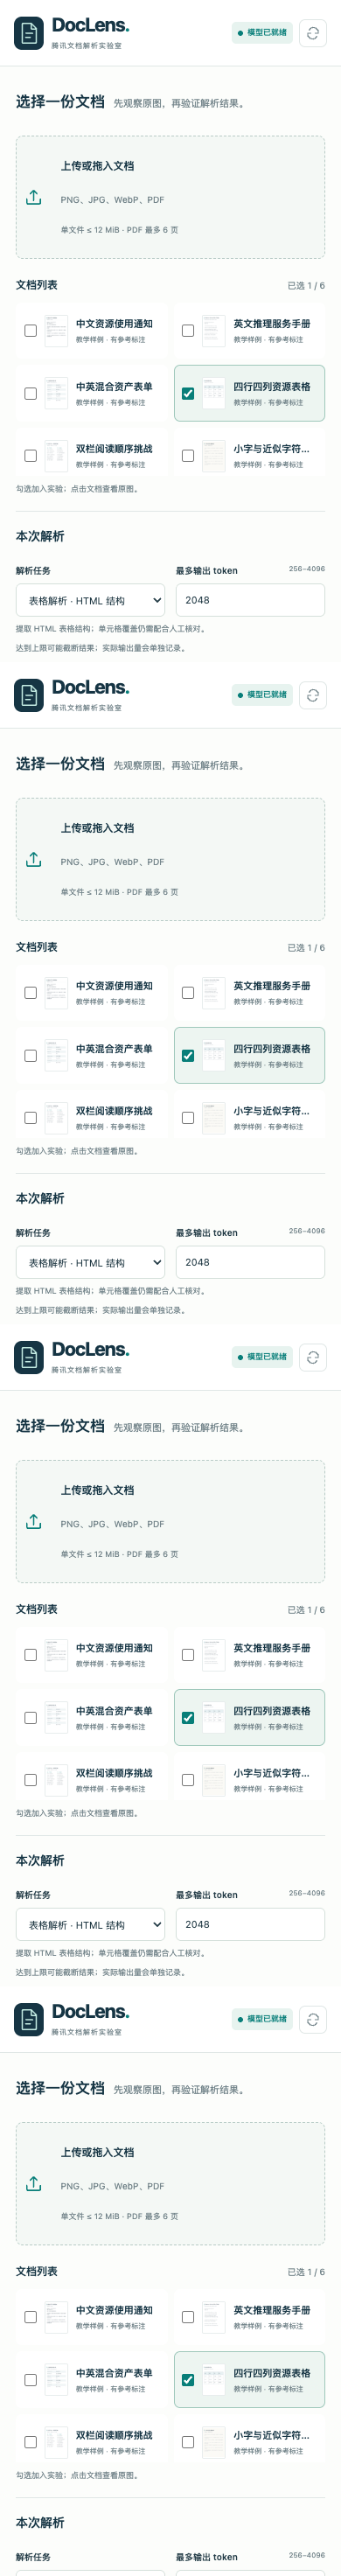 DocLens.
腾讯文档解析实验室
模型已就绪
选择一份文档 先观察原图，再验证解析结果。
上传或拖入文档
PNG、JPG、WebP、PDF
单文件 ≤ 12 MiB · PDF 最多 6 页
文档列表 已选 1 / 6
中文资源使用通知
教学样例 · 有参考标注
英文推理服务手册
教学样例 · 有参考标注
中英混合资产表单
教学样例 · 有参考标注
四行四列资源表格
教学样例 · 有参考标注
双栏阅读顺序挑战
教学样例 · 有参考标注
小字与近似字符...
教学样例 · 有参考标注
勾选加入实验；点击文档查看原图。
本次解析
解析任务
最多输出 token 256–4096
表格解析 · HTML 结构
2048
提取 HTML 表格结构；单元格覆盖仍需配合人工核对。
达到上限可能截断结果；实际输出量会单独记录。
DocLens.
腾讯文档解析实验室
模型已就绪
选择一份文档 先观察原图，再验证解析结果。
上传或拖入文档
PNG、JPG、WebP、PDF
单文件 ≤ 12 MiB · PDF 最多 6 页
文档列表 已选 1 / 6
中文资源使用通知
教学样例 · 有参考标注
英文推理服务手册
教学样例 · 有参考标注
中英混合资产表单
教学样例 · 有参考标注
四行四列资源表格
教学样例 · 有参考标注
双栏阅读顺序挑战
教学样例 · 有参考标注
小字与近似字符...
教学样例 · 有参考标注
勾选加入实验；点击文档查看原图。
本次解析
解析任务
最多输出 token 256–4096
表格解析 · HTML 结构
2048
提取 HTML 表格结构；单元格覆盖仍需配合人工核对。
达到上限可能截断结果；实际输出量会单独记录。
DocLens.
腾讯文档解析实验室
模型已就绪
选择一份文档 先观察原图，再验证解析结果。
上传或拖入文档
PNG、JPG、WebP、PDF
单文件 ≤ 12 MiB · PDF 最多 6 页
文档列表 已选 1 / 6
中文资源使用通知
教学样例 · 有参考标注
英文推理服务手册
教学样例 · 有参考标注
中英混合资产表单
教学样例 · 有参考标注
四行四列资源表格
教学样例 · 有参考标注
双栏阅读顺序挑战
教学样例 · 有参考标注
小字与近似字符...
教学样例 · 有参考标注
勾选加入实验；点击文档查看原图。
本次解析
解析任务
最多输出 token 256–4096
表格解析 · HTML 结构
2048
提取 HTML 表格结构；单元格覆盖仍需配合人工核对。
达到上限可能截断结果；实际输出量会单独记录。
DocLens.
腾讯文档解析实验室
模型已就绪
选择一份文档 先观察原图，再验证解析结果。
上传或拖入文档
PNG、JPG、WebP、PDF
单文件 ≤ 12 MiB · PDF 最多 6 页
文档列表 已选 1 / 6
中文资源使用通知
教学样例 · 有参考标注
英文推理服务手册
教学样例 · 有参考标注
中英混合资产表单
教学样例 · 有参考标注
四行四列资源表格
教学样例 · 有参考标注
双栏阅读顺序挑战
教学样例 · 有参考标注
小字与近似字符...
教学样例 · 有参考标注
勾选加入实验；点击文档查看原图。
本次解析
解析任务
最多输出 token 256–4096